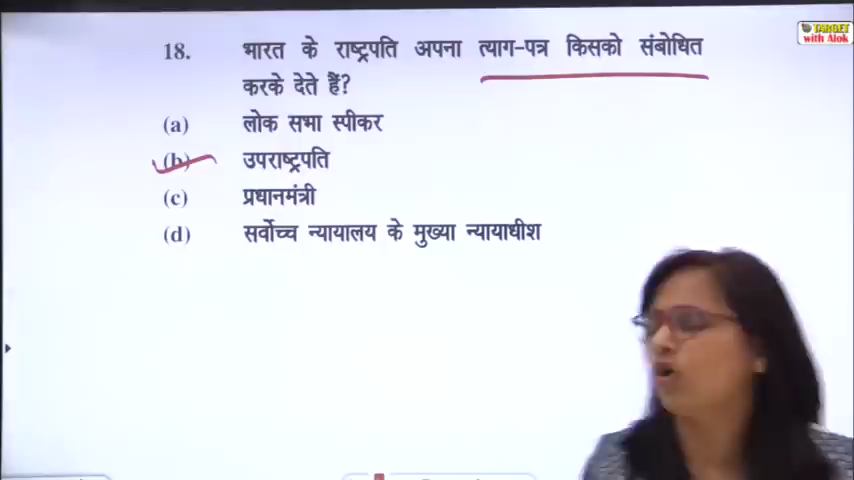 TARGET
with Alok
18. भारत के राष्ट्रपति अपना त्याग-पत्र किसको संबोधित
करके देते हैं?
(a) लोक सभा स्पीकर
(b) उपराष्ट्रपति
(c) प्रधानमंत्री
(d) सर्वोच्च न्यायालय के मुख्या न्यायाधीश